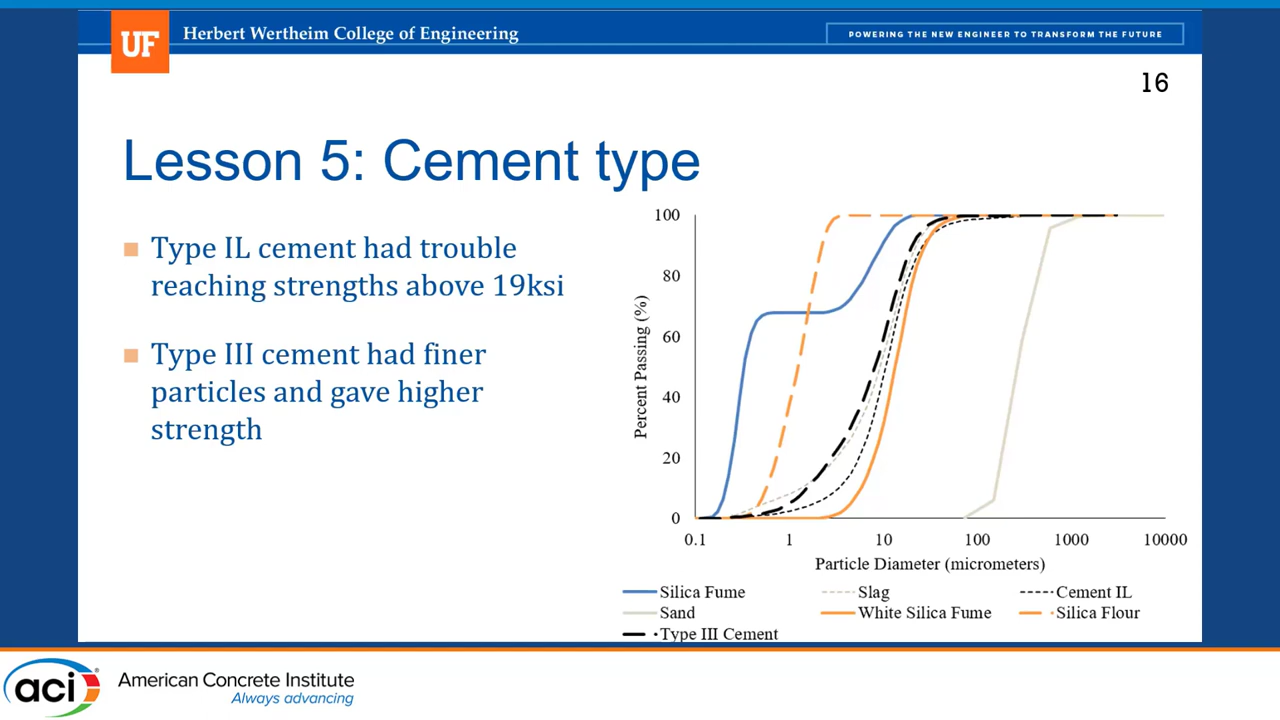 UF
Herbert Wertheim College of Engineering
POWERING THE NEW ENGINEER TO TRANSFORM THE FUTURE
16
Lesson 5: Cement type
Type IL cement had trouble
reaching strengths above 19ksi
Type III cement had finer
particles and gave higher
strength
100
80
60
40
20
0
Percent Passing (%)
0.1 1 10 100 1000 10000
Particle Diameter (micrometers)
Silica Fume Slag Cement IL
Sand White Silica Fume Silica Flour
Type III Cement
aci®
American Concrete Institute
Always advancing